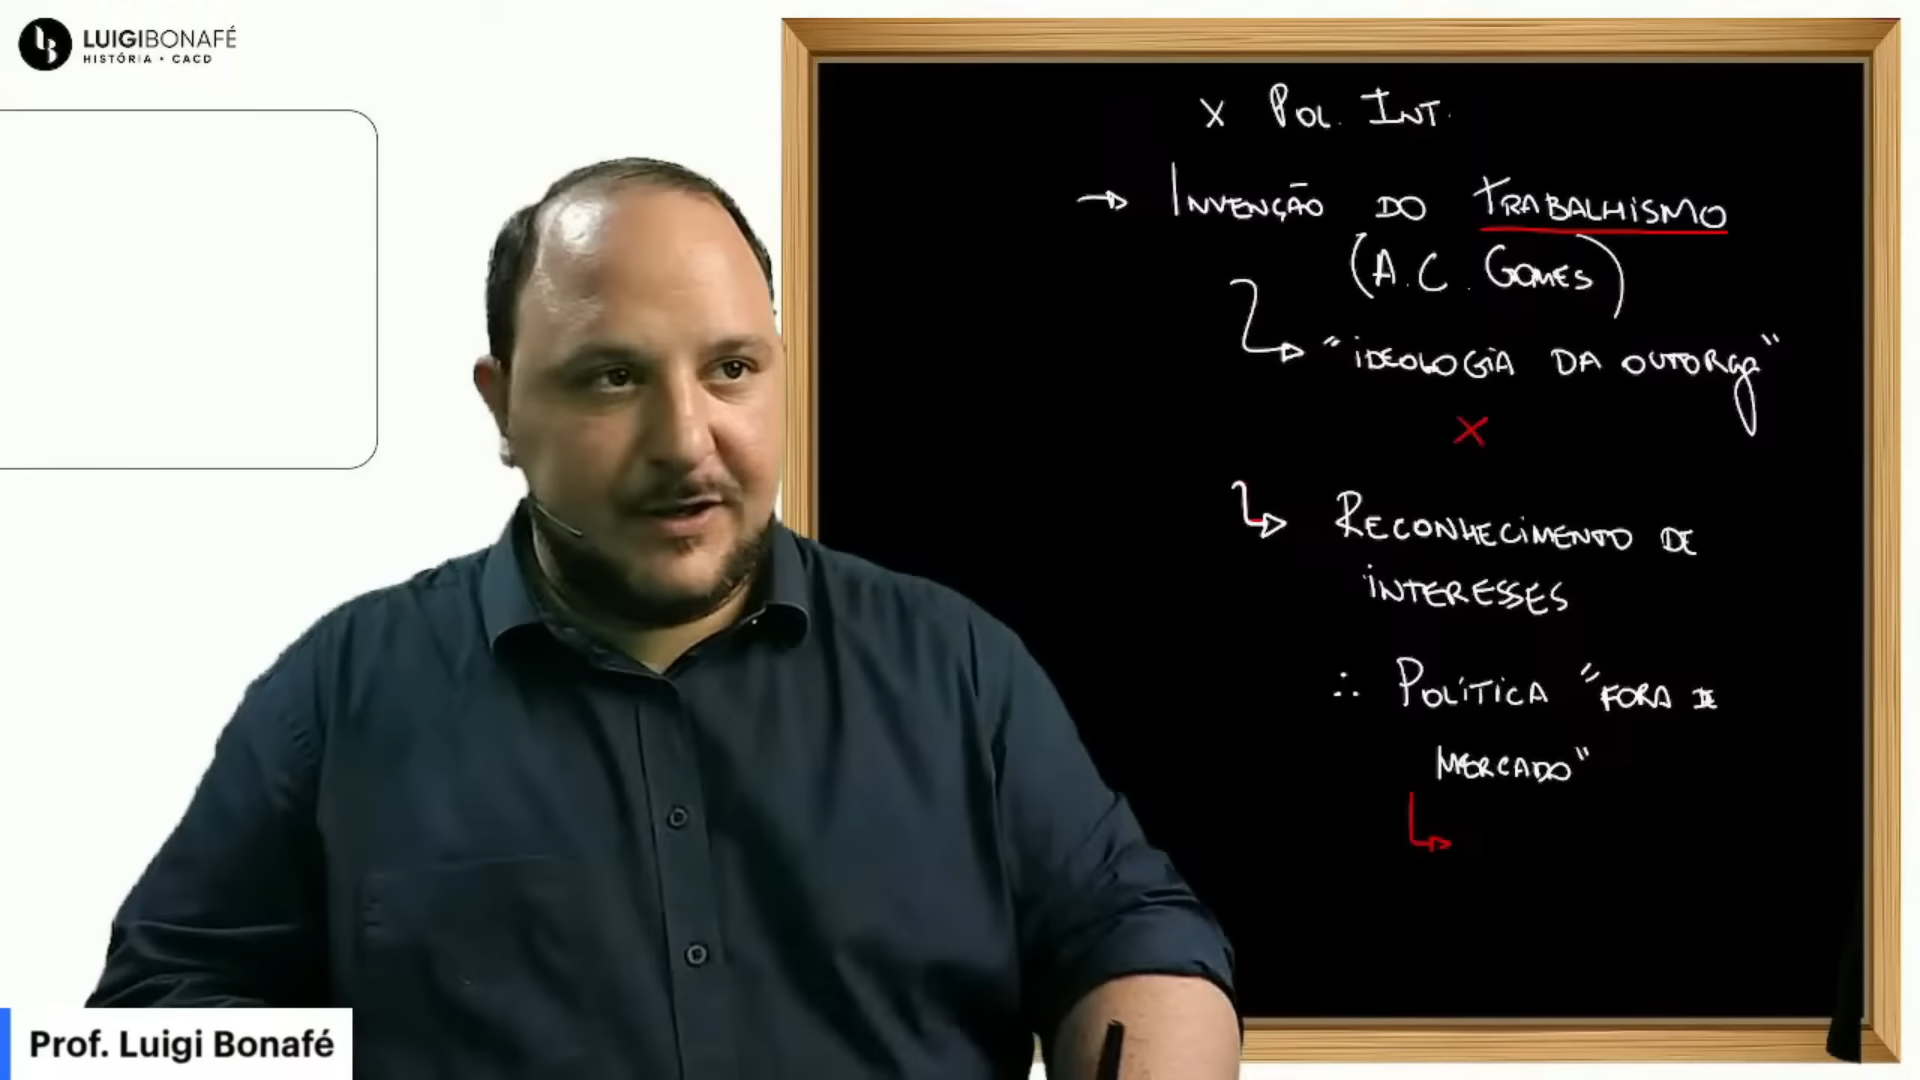 LUIGIBONAFÉ
HISTÓRIA • CACD
X POL. INT.
→ INVENÇÃO DO TRABALHISMO
(A.C. GOMES)
"IDEOLOGIA DA OUTORGA"
X
RECONHECIMENTO DE
INTERESSES
∴ POLÍTICA "FORA DE
MERCADO"
Prof. Luigi Bonafé